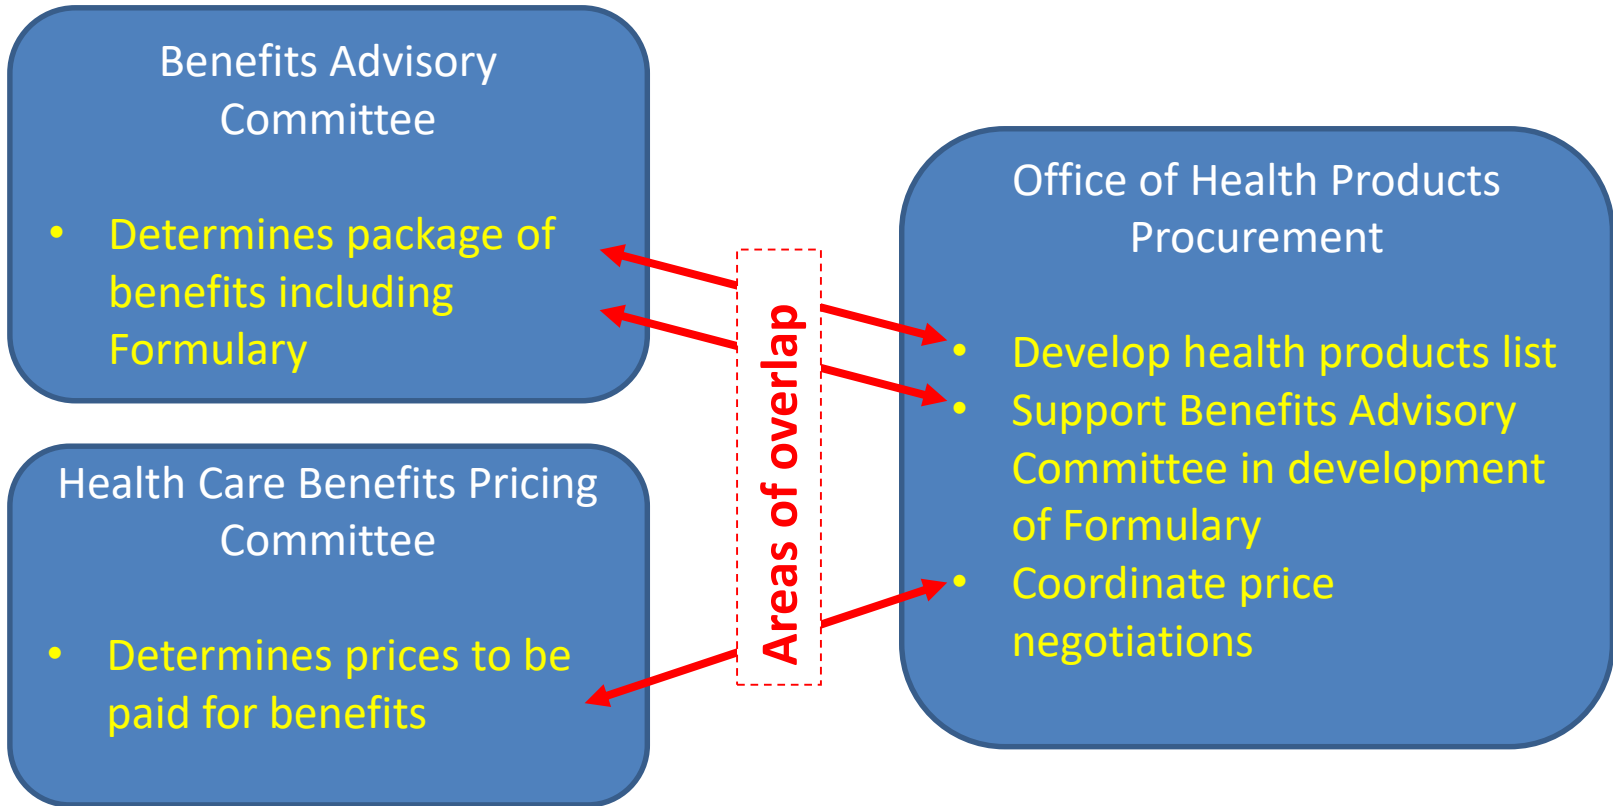 Benefits Advisory
Committee
• Determines package of
benefits including
Formulary
Health Care Benefits Pricing
Committee
• Determines prices to be
paid for benefits
Areas of overlap
Office of Health Products
Procurement
• Develop health products list
• Support Benefits Advisory
Committee in development
of Formulary
• Coordinate price
negotiations